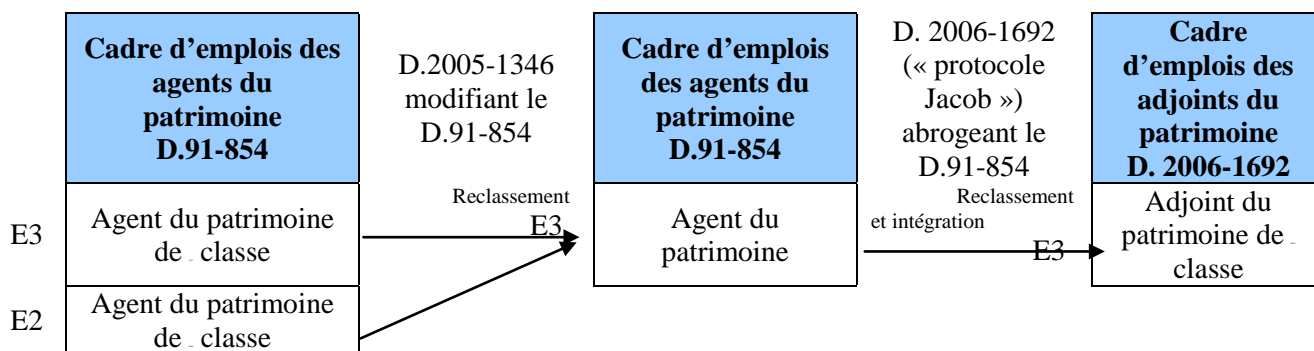 Cadre d'emplois des
agents du
patrimoine
D.91-854
D.2005-1346
modifiant le
D.91-854
Cadre d'emplois
des agents du
patrimoine
D.91-854
D. 2006-1692
(« protocole
Jacob »)
abrogeant le
D.91-854
Cadre
d'emplois des
adjoints du
patrimoine
D. 2006-1692
E3
Agent du patrimoine
de classe
Reclassement
E3
Agent du
patrimoine
Reclassement
et intégration
E3
Adjoint du
patrimoine de
classe
E2
Agent du patrimoine
de classe